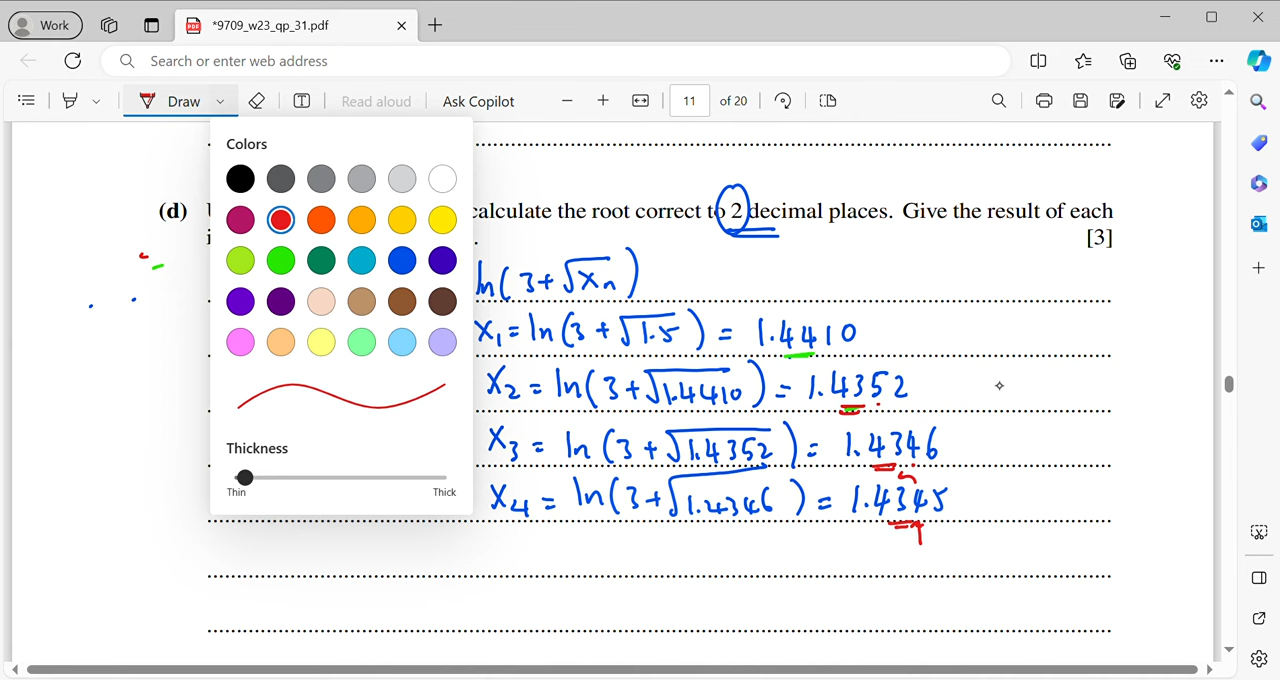 Work
*9709_w23_qp_31.pdf
Search or enter web address
Draw
Read aloud
Ask Copilot
11 of 20
Colors
Thickness
Thin
Thick
(d)
calculate the root correct to 2 decimal places. Give the result of each
[3]
ln(3+√xn)
x1 = ln(3+√1.5) = 1.4410
x2 = ln(3+√1.4410) = 1.4352
x3 = ln(3+√1.4352) = 1.4346
x4 = ln(3+√1.4346) = 1.4345